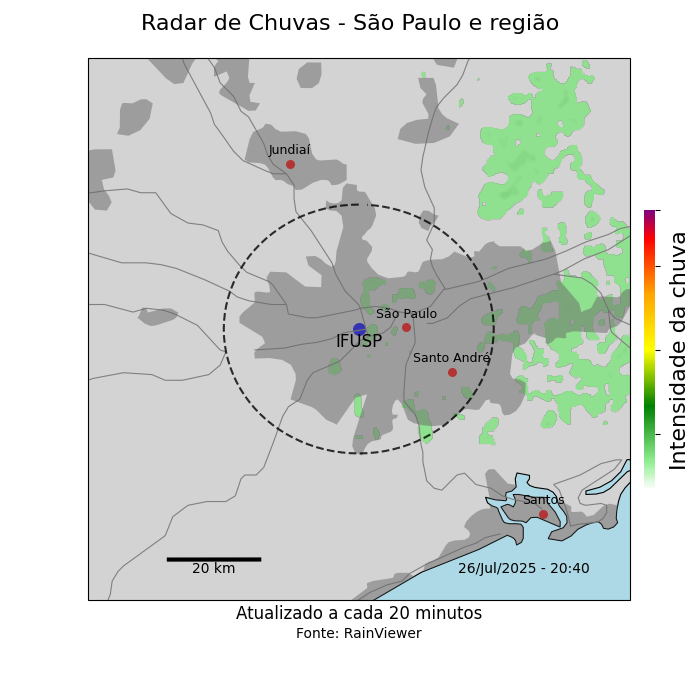 Radar de Chuvas - São Paulo e região
Jundiaí
São Paulo
IFUSP
Santo André
Intensidade da chuva
Santos
20 km
26/Jul/2025 - 20:40
Atualizado a cada 20 minutos
Fonte: RainViewer